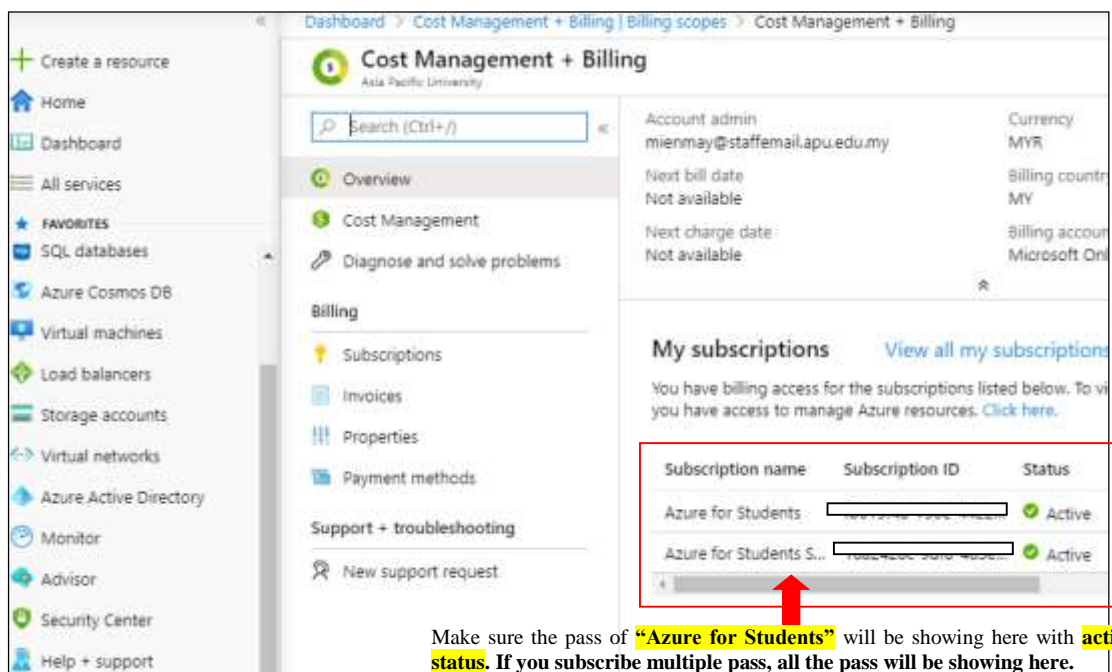 Dashboard > Cost Management + Billing | Billing scopes > Cost Management + Billing
Create a resource
Home
Dashboard
All services
FAVORITES
SQL databases
Azure Cosmos DB
Virtual machines
Load balancers
Storage accounts
Virtual networks
Azure Active Directory
Monitor
Advisor
Security Center
Help + support
Cost Management + Billing
Asia Pacific University
Search (Ctrl+/)
Overview
Cost Management
Diagnose and solve problems
Billing
Subscriptions
Invoices
Properties
Payment methods
Support + troubleshooting
New support request
Account admin
mienmay@staffemail.apu.edu.my
Next bill date
Not available
Next charge date
Not available
Currency
MYR
Billing country
MY
Billing accoun
Microsoft Onl
My subscriptions View all my subscriptions
You have billing access for the subscriptions listed below. To vi
you have access to manage Azure resources. Click here.
Subscription name Subscription ID Status
Azure for Students Active
Azure for Students S... Active
Make sure the pass of “Azure for Students” will be showing here with acti
status. If you subscribe multiple pass, all the pass will be showing here.